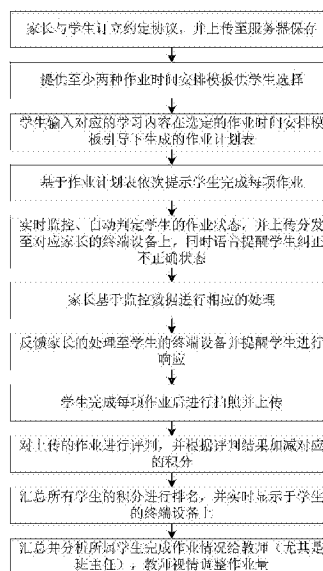 家长与学生订立约定协议，并上传至服务器保存
提供至少两种作业时间安排模板供学生选择
学生输入对应的学习内容在选定的作业时间安排模
板引导下生成的作业计划表
基于作业计划表依次提示学生完成每项作业
实时监控、自动判定学生的作业状态，并上传分发
至对应家长的终端设备上，同时语音提醒学生纠正
不正确状态
家长基于监控数据进行相应的处理
反馈家长的处理至学生的终端设备并提醒学生进行
响应
学生完成每项作业后进行拍照并上传
对上传的作业进行评判，并根据评判结果加减对应
的积分
汇总所有学生的积分进行排名，并实时显示于学生
的终端设备上
汇总并分析所属学生完成作业情况给教师（尤其是
班主任），教师视情调整作业量